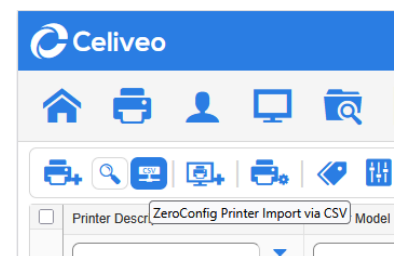 Celiveo
CSV
Printer Descr
ZeroConfig Printer Import via CSV
Model